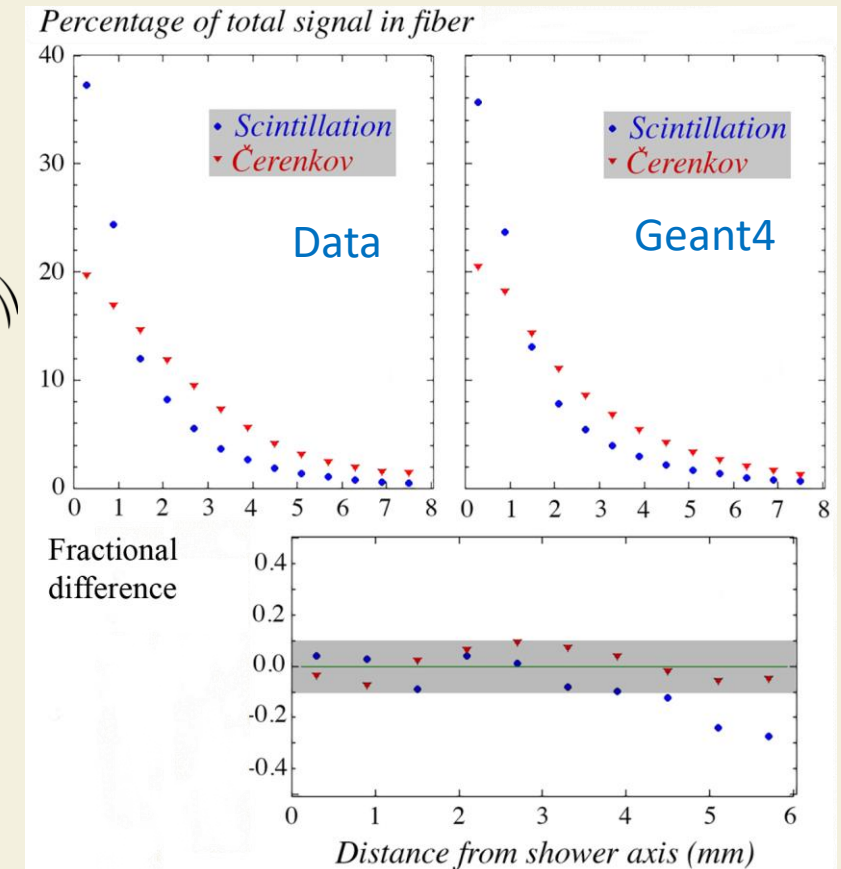 Percentage of total signal in fiber
40
30
20
10
0
Scintillation
Čerenkov
Data
0 1 2 3 4 5 6 7 8
Scintillation
Čerenkov
Geant4
0 1 2 3 4 5 6 7 8
Fractional
difference
0.4
0.2
0.0
-0.2
-0.4
0 1 2 3 4 5 6
Distance from shower axis (mm)